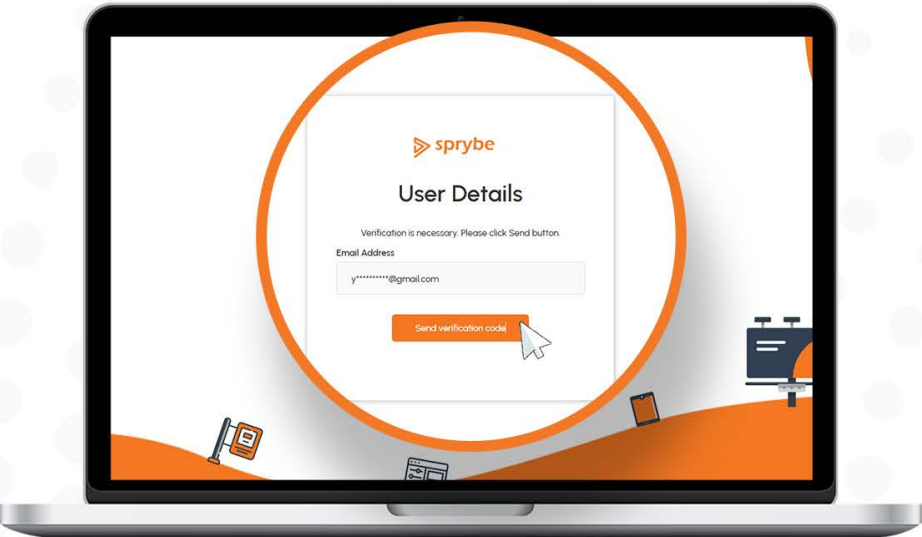 sprybe
User Details
Verification is necessary. Please click Send button.
Email Address
y**********@gmail.com
Send verification code